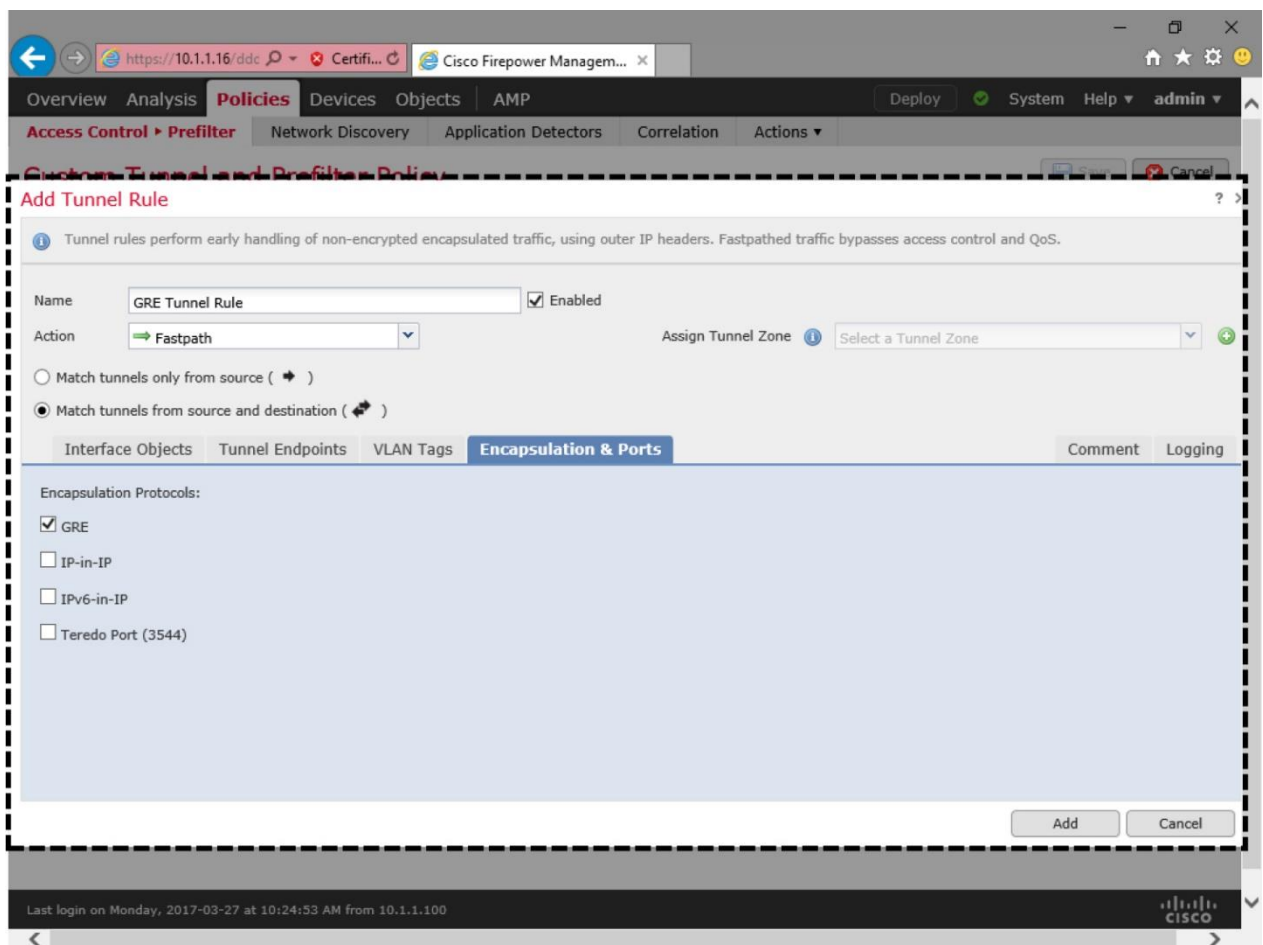 https://10.1.1.16/ddc
Certifi...
Cisco Firepower Managem...
Overview Analysis Policies Devices Objects AMP Deploy System Help admin
Access Control ▸ Prefilter Network Discovery Application Detectors Correlation Actions
Custom Tunnel and Prefilter Policy Save Cancel
Add Tunnel Rule ?
Tunnel rules perform early handling of non-encrypted encapsulated traffic, using outer IP headers. Fastpathed traffic bypasses access control and QoS.
Name GRE Tunnel Rule Enabled
Action Fastpath Assign Tunnel Zone Select a Tunnel Zone
Match tunnels only from source ( )
Match tunnels from source and destination ( )
Interface Objects Tunnel Endpoints VLAN Tags Encapsulation & Ports Comment Logging
Encapsulation Protocols:
GRE
IP-in-IP
IPv6-in-IP
Teredo Port (3544)
Add Cancel
Last login on Monday, 2017-03-27 at 10:24:53 AM from 10.1.1.100
CISCO